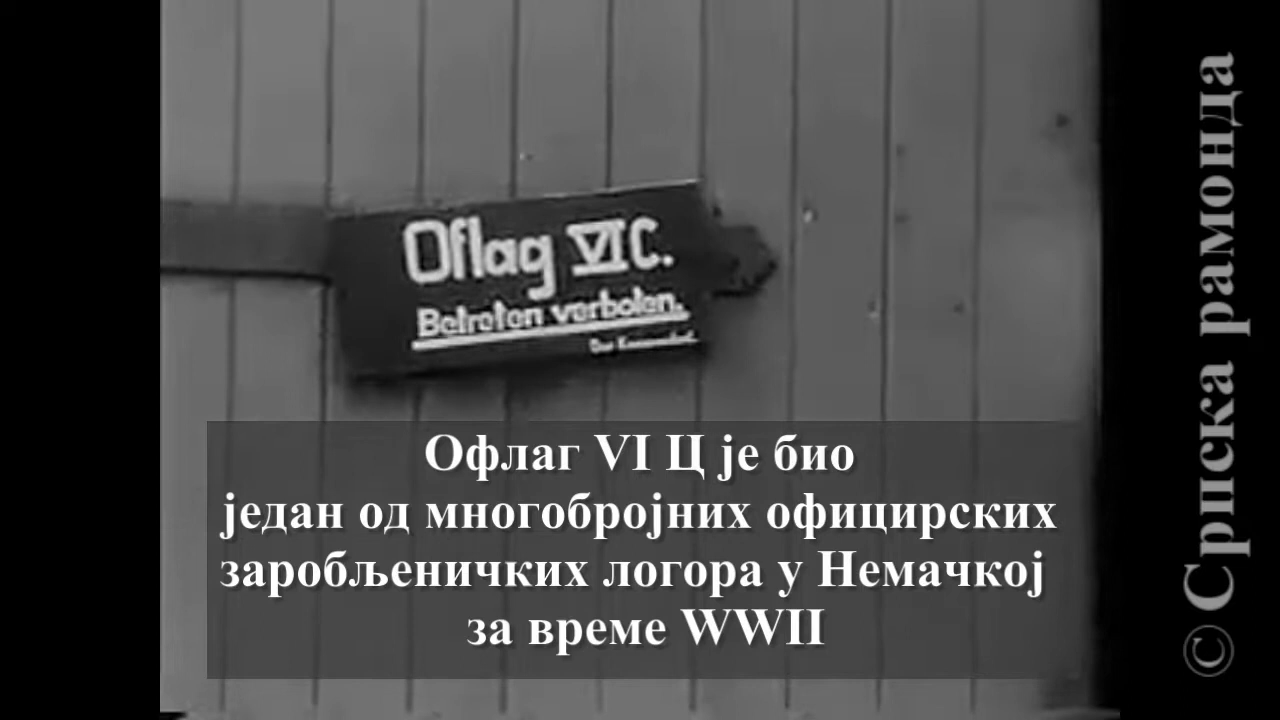 Oflag VI C.
Betreten verboten.
Офлаг VI Ц је био
један од многобројних официрских
заробљеничких логора у Немачкој
за време WWII
© Српска рамонда